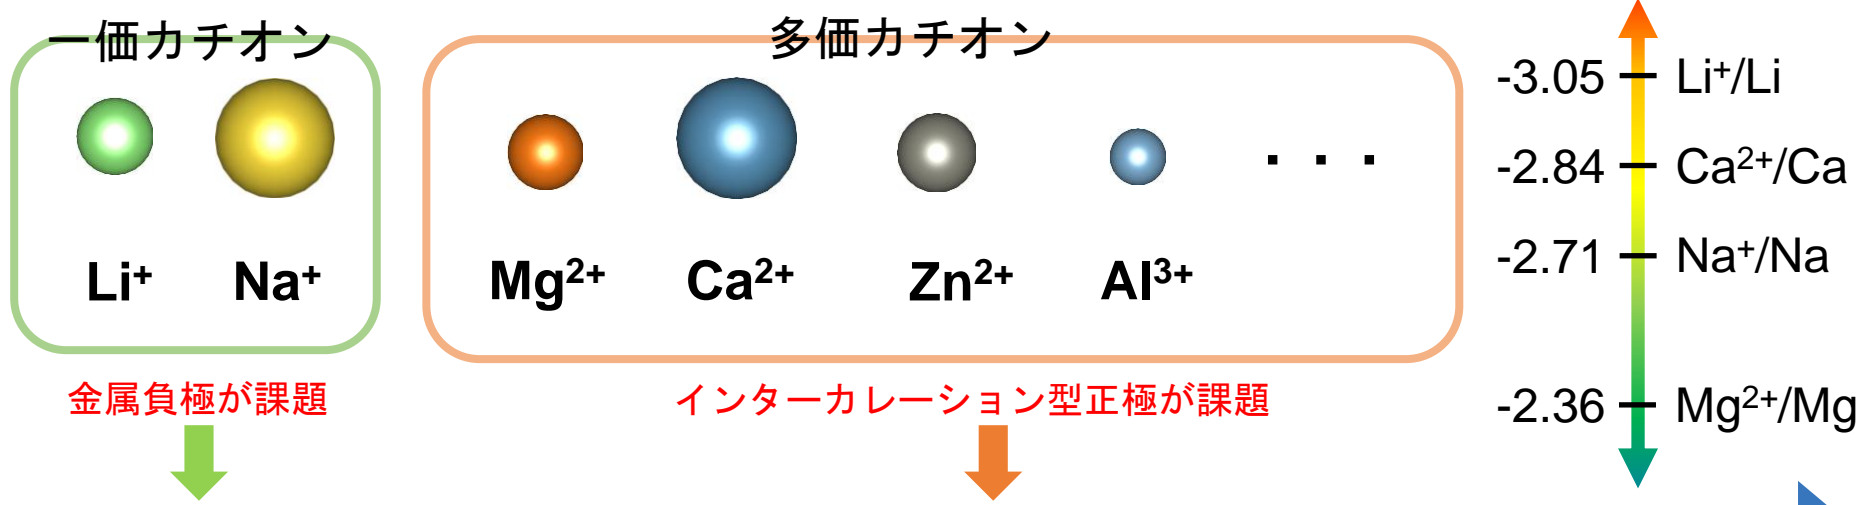 一価カチオン
多価カチオン
Li⁺ Na⁺
Mg²⁺ Ca²⁺ Zn²⁺ Al³⁺ ・・・
金属負極が課題
インターカレーション型正極が課題
-3.05 Li⁺/Li
-2.84 Ca²⁺/Ca
-2.71 Na⁺/Na
-2.36 Mg²⁺/Mg